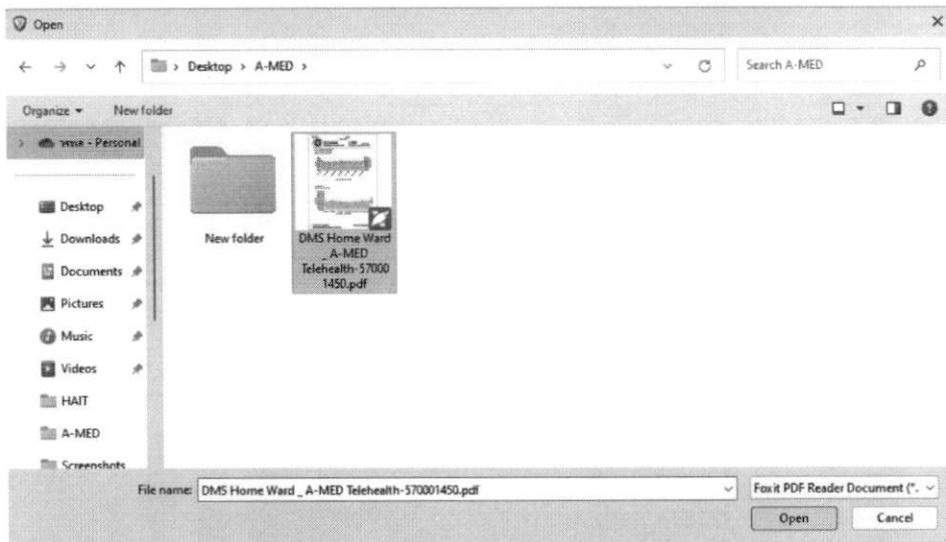 Open
Desktop > A-MED >
Search A-MED
Organize
New folder
- Personal
Desktop
Downloads
Documents
Pictures
Music
Videos
HAIT
A-MED
Screenshots
New folder
DMS Home Ward
_ A-MED
Telehealth-57000
1450.pdf
File name:
DMS Home Ward _ A-MED Telehealth-570001450.pdf
Foxit PDF Reader Document (*.
Open
Cancel